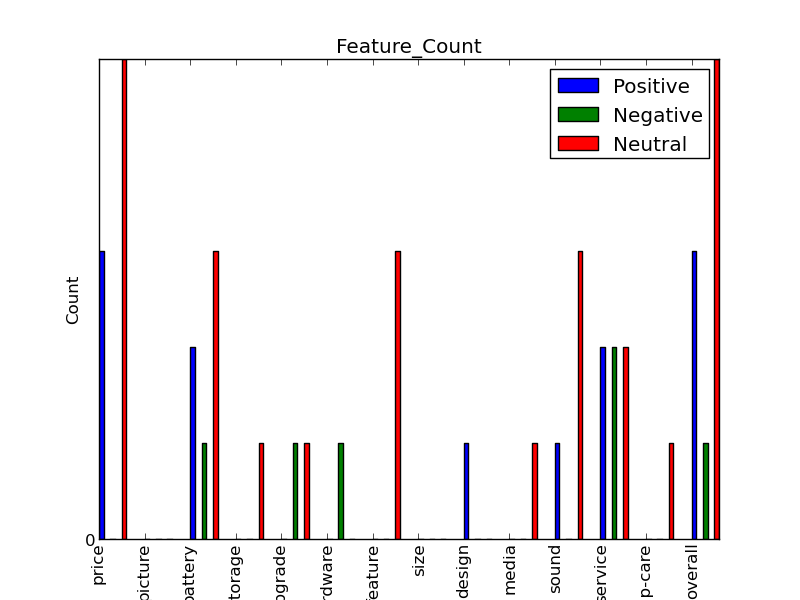 Feature_Count
Positive
Negative
Neutral
Count
0
price
picture
battery
torage
pgrade
rdware
feature
size
design
media
sound
service
p-care
overall